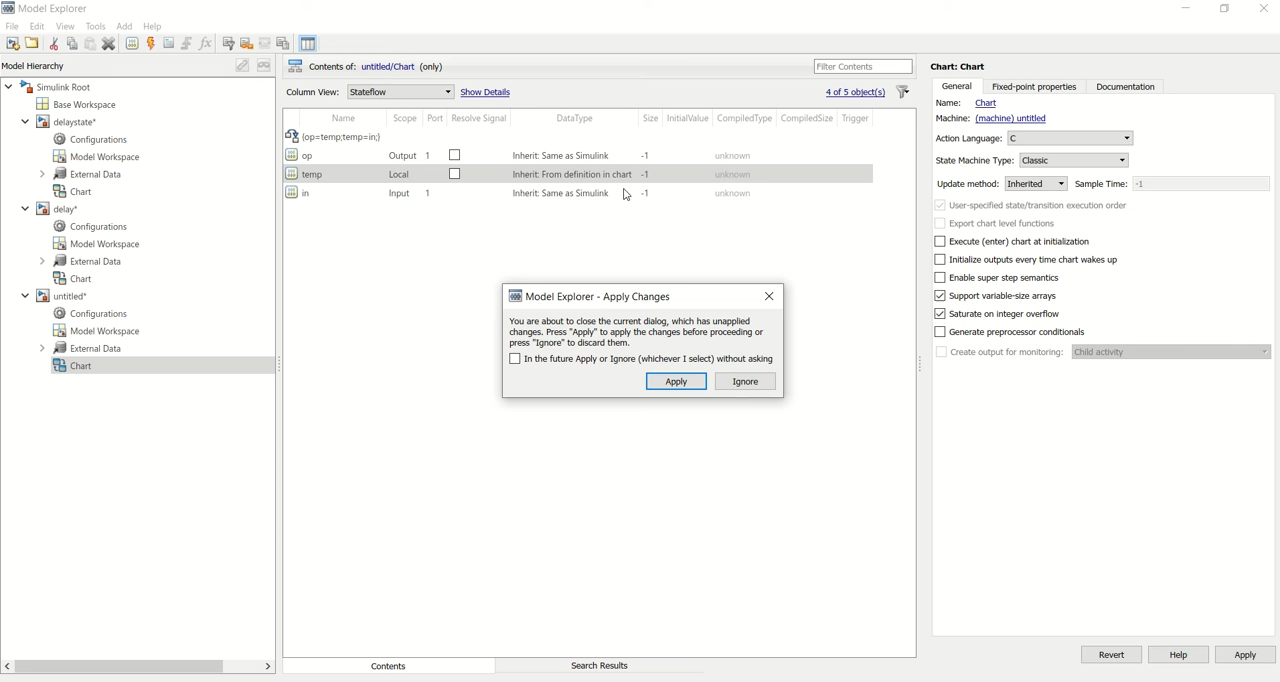 Model Explorer
File Edit View Tools Add Help
Model Hierarchy
Simulink Root
Base Workspace
delaystate*
Configurations
Model Workspace
External Data
Chart
delay*
Configurations
Model Workspace
External Data
Chart
untitled*
Configurations
Model Workspace
External Data
Chart
Contents of: untitled/Chart (only)
Filter Contents
Column View: Stateflow Show Details 4 of 5 object(s)
Name Scope Port Resolve Signal DataType Size InitialValue CompiledType CompiledSize Trigger
{op=temp;temp=in;}
op Output 1 Inherit: Same as Simulink -1 unknown
temp Local Inherit: From definition in chart -1 unknown
in Input 1 Inherit: Same as Simulink -1 unknown
Model Explorer - Apply Changes
You are about to close the current dialog, which has unapplied
changes. Press "Apply" to apply the changes before proceeding or
press "Ignore" to discard them.
In the future Apply or Ignore (whichever I select) without asking
Apply Ignore
Contents Search Results
Chart: Chart
General Fixed-point properties Documentation
Name: Chart
Machine: (machine) untitled
Action Language: C
State Machine Type: Classic
Update method: Inherited Sample Time: -1
User-specified state/transition execution order
Export chart level functions
Execute (enter) chart at initialization
Initialize outputs every time chart wakes up
Enable super step semantics
Support variable-size arrays
Saturate on integer overflow
Generate preprocessor conditionals
Create output for monitoring: Child activity
Revert Help Apply